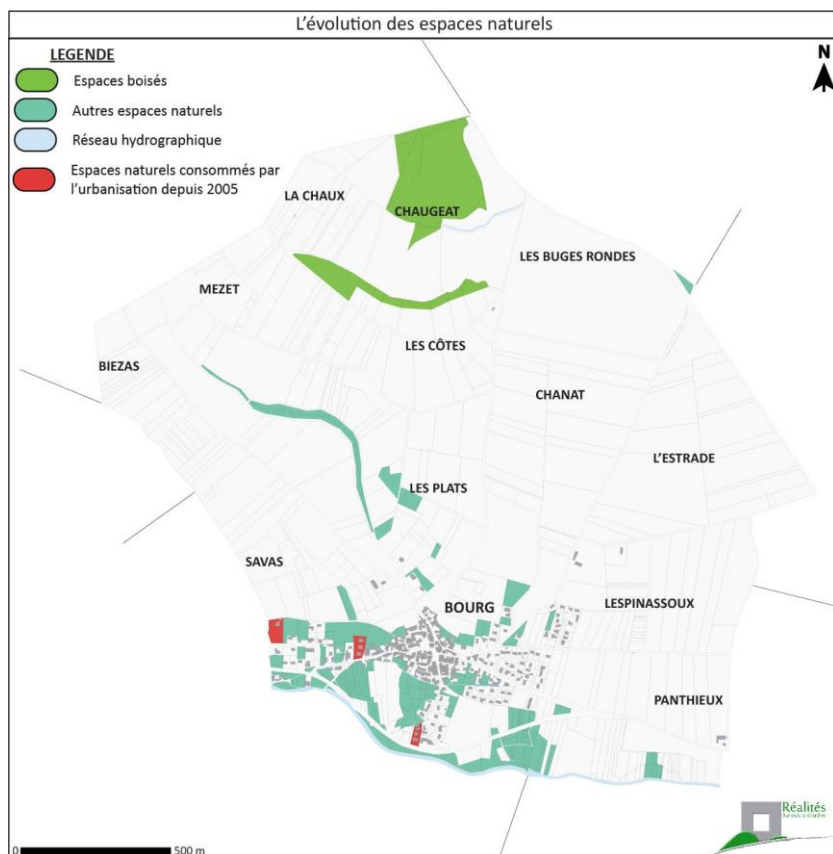 L'évolution des espaces naturels
LEGENDE
Espaces boisés
Autres espaces naturels
Réseau hydrographique
Espaces naturels consommés par
l'urbanisation depuis 2005
N
LA CHAUX
CHAUGEAT
LES BUGES RONDES
MEZET
LES CÔTES
BIEZAS
CHANAT
L'ESTRADE
LES PLATS
SAVAS
BOURG
LESPINASSOUX
PANTHIEUX
Réalités
0
500 m